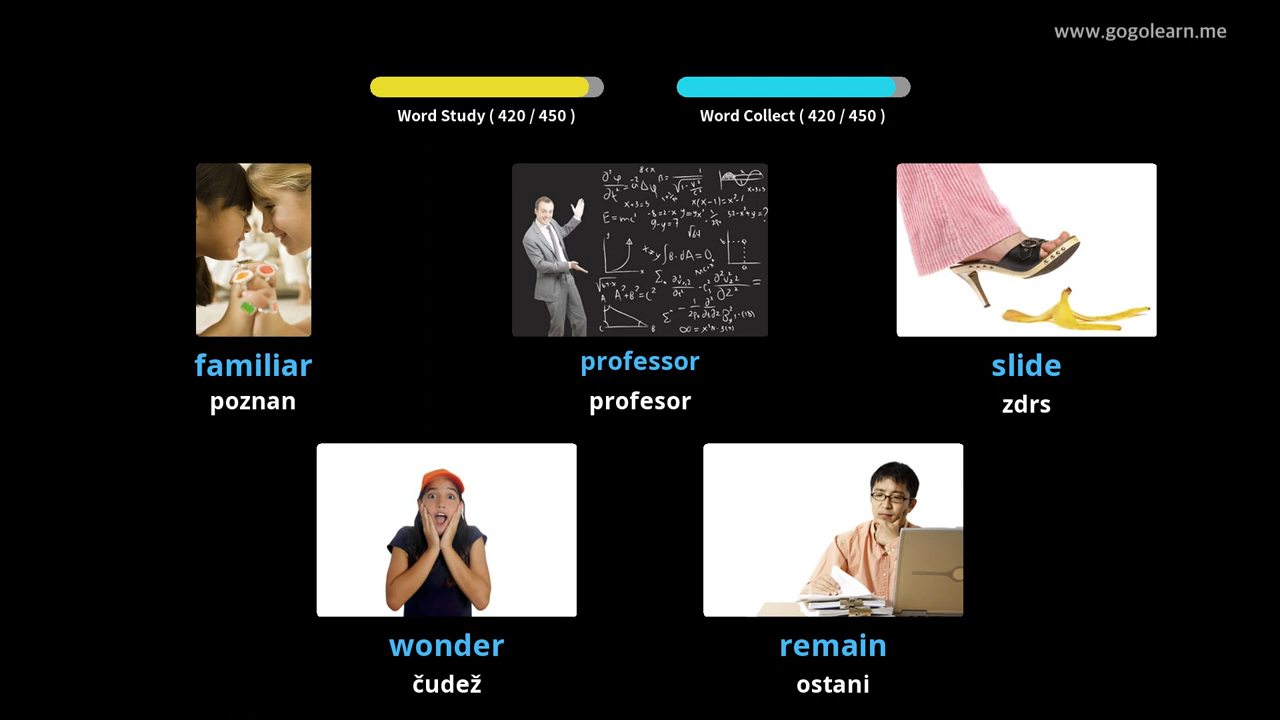 www.gogolearn.me
Word Study ( 420 / 450 )
Word Collect ( 420 / 450 )
familiar
poznan
professor
profesor
slide
zdrs
wonder
čudež
remain
ostani